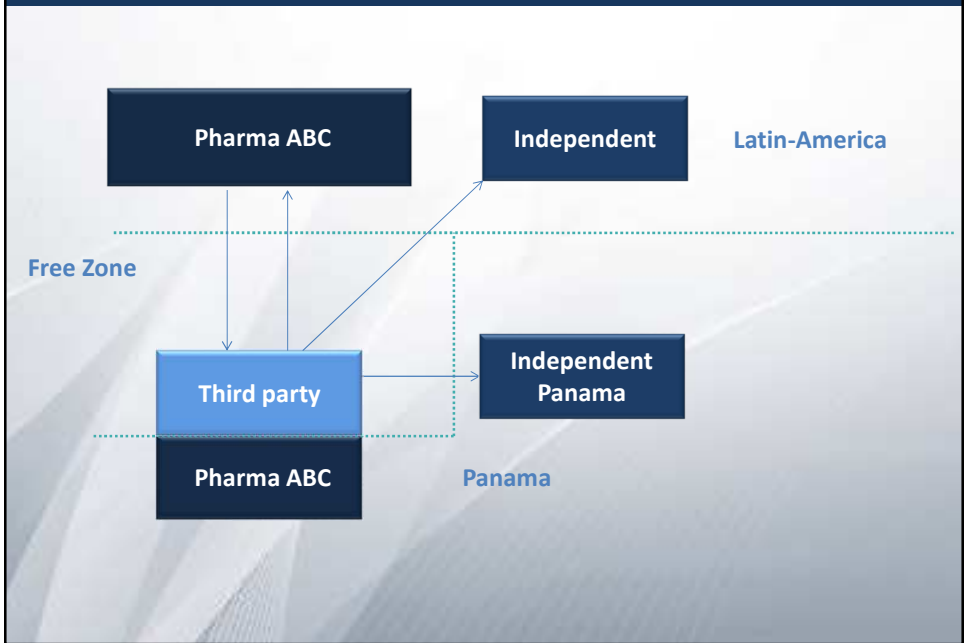 Pharma ABC
Independent
Latin-America
Free Zone
Third party
Independent
Panama
Pharma ABC
Panama